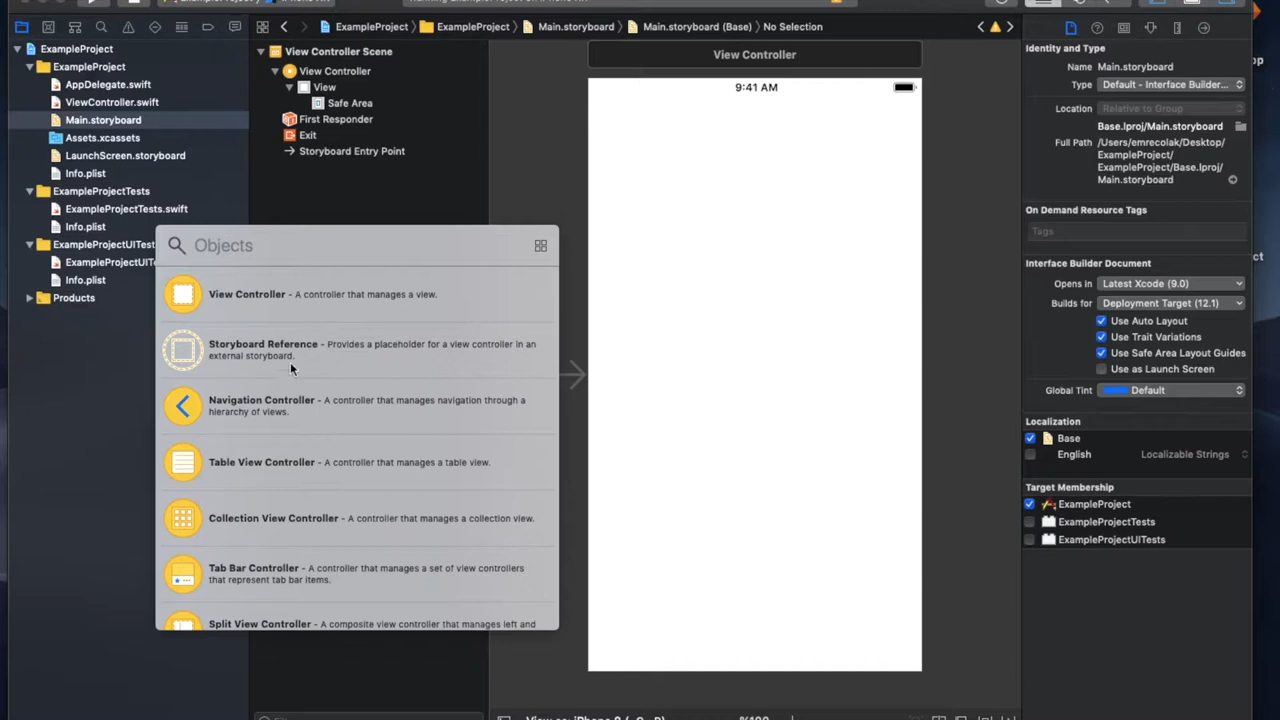 ExampleProject
ExampleProject
Main.storyboard
Main.storyboard (Base)
No Selection
ExampleProject
ExampleProject
AppDelegate.swift
ViewController.swift
Main.storyboard
Assets.xcassets
LaunchScreen.storyboard
Info.plist
ExampleProjectTests
ExampleProjectTests.swift
Info.plist
ExampleProjectUITest
ExampleProjectUIT
Info.plist
Products
View Controller Scene
View Controller
View
Safe Area
First Responder
Exit
Storyboard Entry Point
Objects
View Controller - A controller that manages a view.
Storyboard Reference - Provides a placeholder for a view controller in an
external storyboard.
Navigation Controller - A controller that manages navigation through a
hierarchy of views.
Table View Controller - A controller that manages a table view.
Collection View Controller - A controller that manages a collection view.
Tab Bar Controller - A controller that manages a set of view controllers
that represent tab bar items.
Split View Controller - A composite view controller that manages left and
View Controller
9:41 AM
Identity and Type
Name Main.storyboard
Type Default - Interface Builder...
Location Relative to Group
Base.lproj/Main.storyboard
Full Path /Users/emrecolak/Desktop/
ExampleProject/
ExampleProject/Base.lproj/
Main.storyboard
On Demand Resource Tags
Tags
Interface Builder Document
Opens in Latest Xcode (9.0)
Builds for Deployment Target (12.1)
Use Auto Layout
Use Trait Variations
Use Safe Area Layout Guides
Use as Launch Screen
Global Tint Default
Localization
Base
English Localizable Strings
Target Membership
ExampleProject
ExampleProjectTests
ExampleProjectUITests